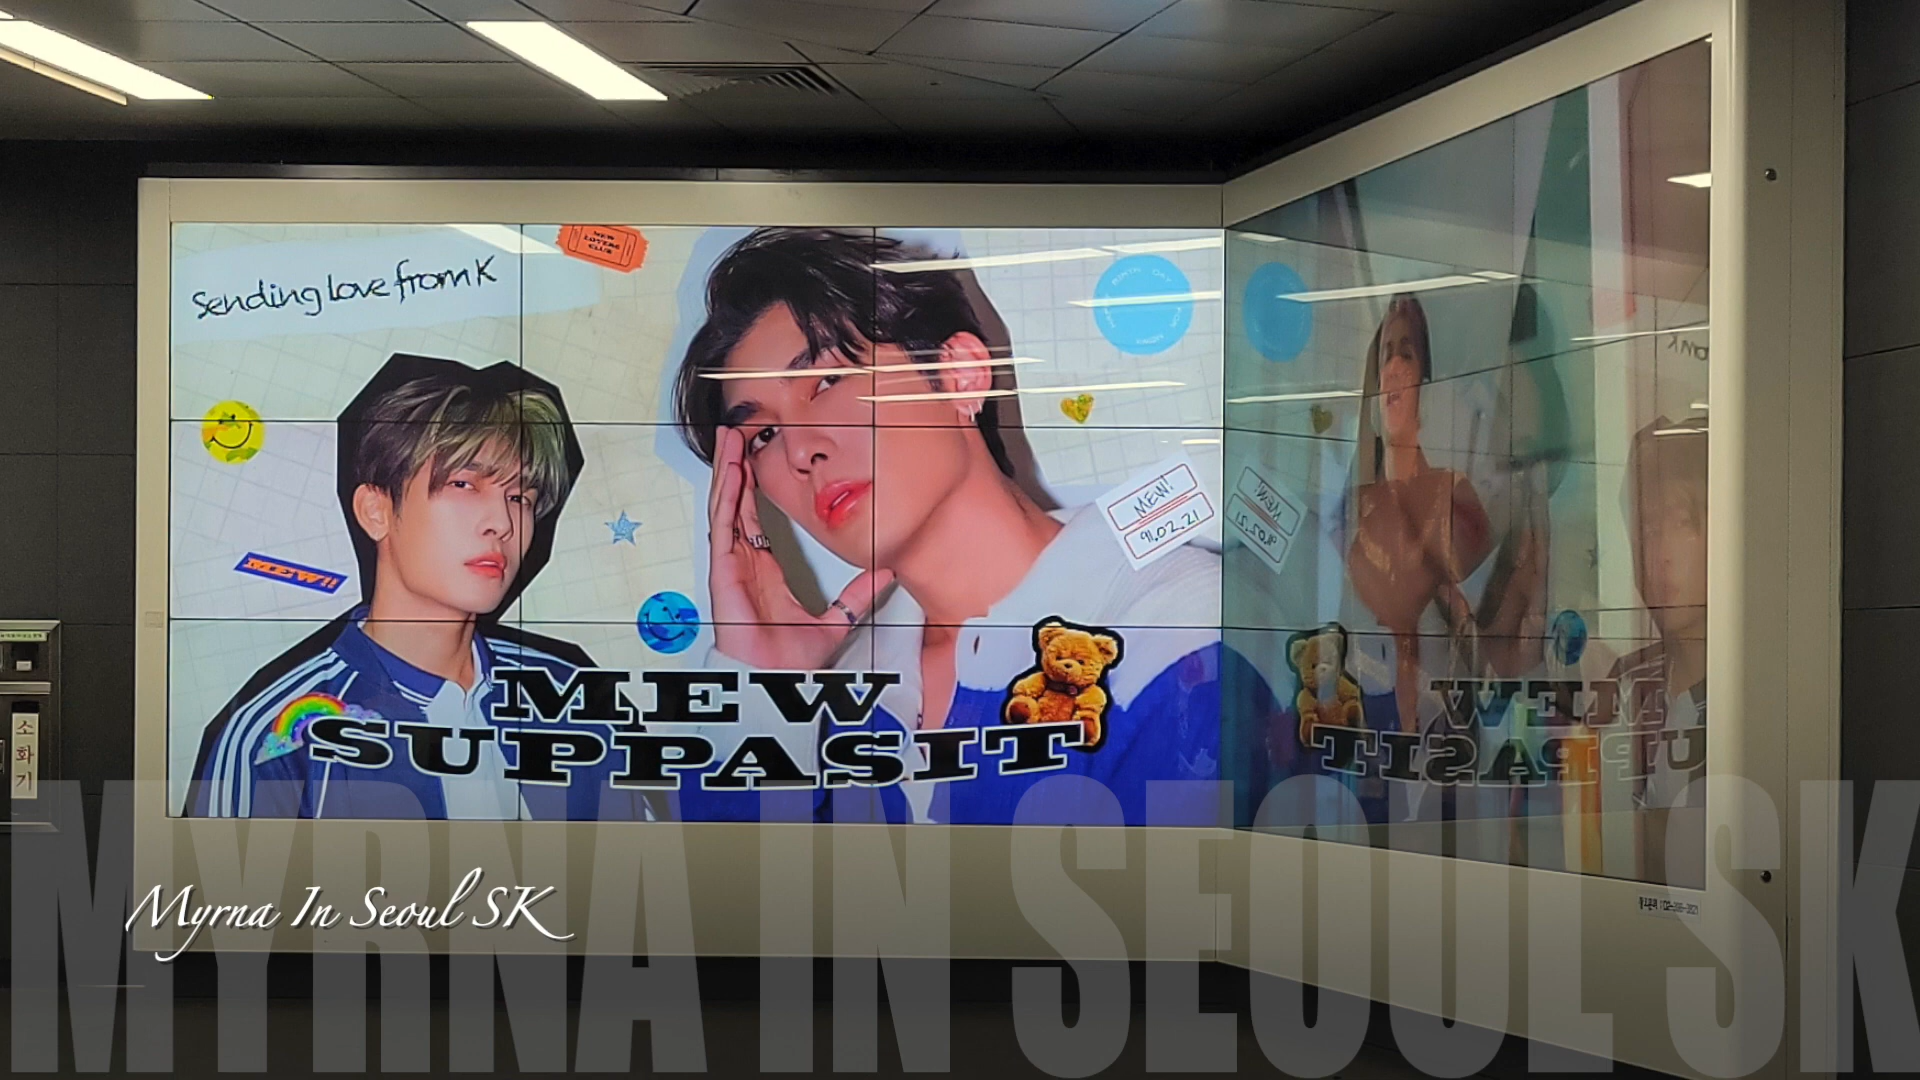 Sending love from K
MEW
LOVERS
CLUB
MEW!!
MEW!
91.02.21
MEW
SUPPASIT
소화기
Myrna In Seoul SK
MYRNA IN SEOUL SK